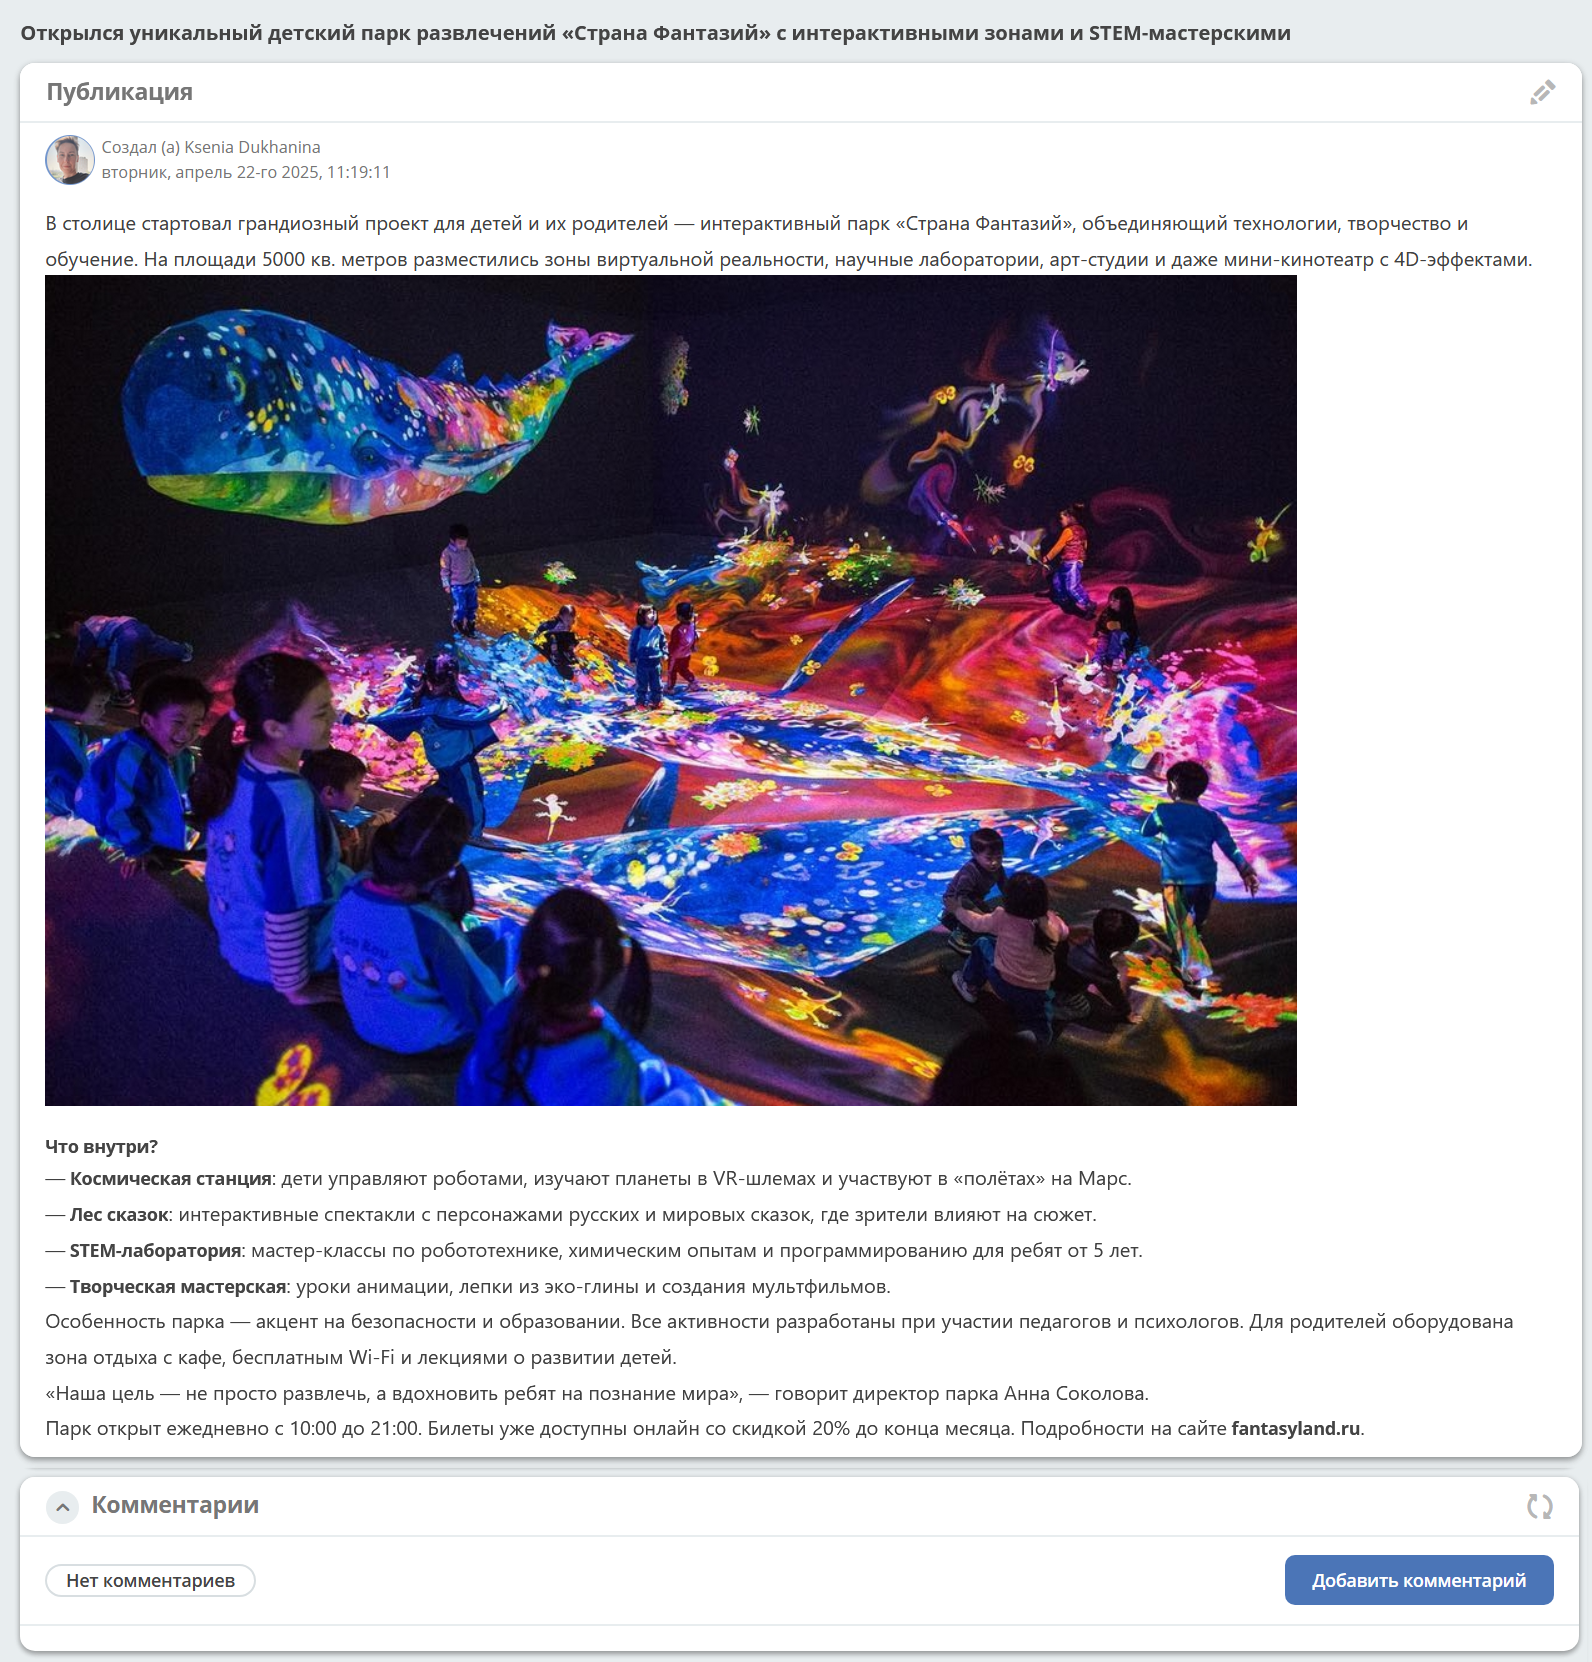 Открылся уникальный детский парк развлечений «Страна Фантазий» с интерактивными зонами и STEM-мастерскими
Публикация
Создал (а) Ksenia Dukhanina
вторник, апрель 22-го 2025, 11:19:11
В столице стартовал грандиозный проект для детей и их родителей — интерактивный парк «Страна Фантазий», объединяющий технологии, творчество и
обучение. На площади 5000 кв. метров разместились зоны виртуальной реальности, научные лаборатории, арт-студии и даже мини-кинотеатр с 4D-эффектами.
Что внутри?
— Космическая станция: дети управляют роботами, изучают планеты в VR-шлемах и участвуют в «полётах» на Марс.
— Лес сказок: интерактивные спектакли с персонажами русских и мировых сказок, где зрители влияют на сюжет.
— STEM-лаборатория: мастер-классы по робототехнике, химическим опытам и программированию для ребят от 5 лет.
— Творческая мастерская: уроки анимации, лепки из эко-глины и создания мультфильмов.
Особенность парка — акцент на безопасности и образовании. Все активности разработаны при участии педагогов и психологов. Для родителей оборудована
зона отдыха с кафе, бесплатным Wi-Fi и лекциями о развитии детей.
«Наша цель — не просто развлечь, а вдохновить ребят на познание мира», — говорит директор парка Анна Соколова.
Парк открыт ежедневно с 10:00 до 21:00. Билеты уже доступны онлайн со скидкой 20% до конца месяца. Подробности на сайте fantasyland.ru.
Комментарии
Нет комментариев
Добавить комментарий